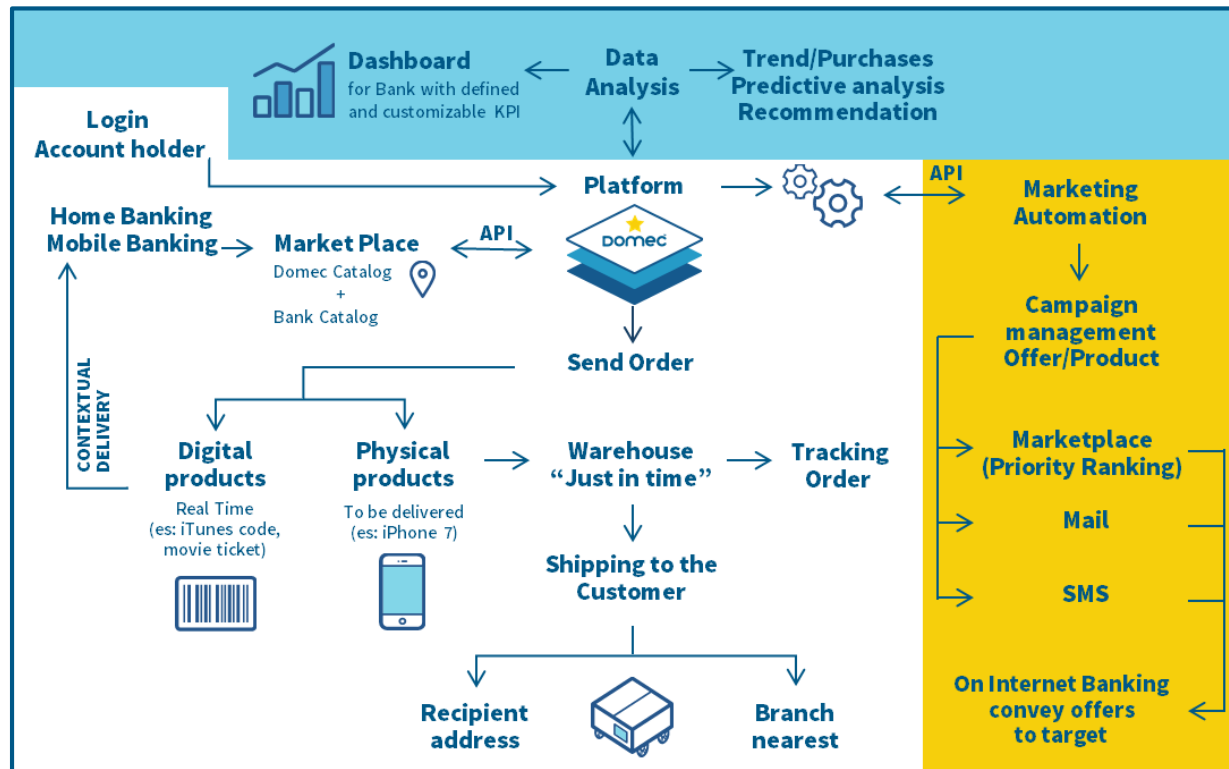 Dashboard
for Bank with defined
and customizable KPI
Data
Analysis
Trend/Purchases
Predictive analysis
Recommendation
Login
Account holder
Platform
DOMEC
API
Marketing
Automation
Home Banking
Mobile Banking
Market Place
Domec Catalog
+
Bank Catalog
API
Campaign
management
Offer/Product
Send Order
CONTEXTUAL
DELIVERY
Digital
products
Real Time
(es: iTunes code,
movie ticket)
Physical
products
To be delivered
(es: iPhone 7)
Warehouse
“Just in time”
Tracking
Order
Marketplace
(Priority Ranking)
Mail
SMS
Shipping to the
Customer
Recipient
address
Branch
nearest
On Internet Banking
convey offers
to target